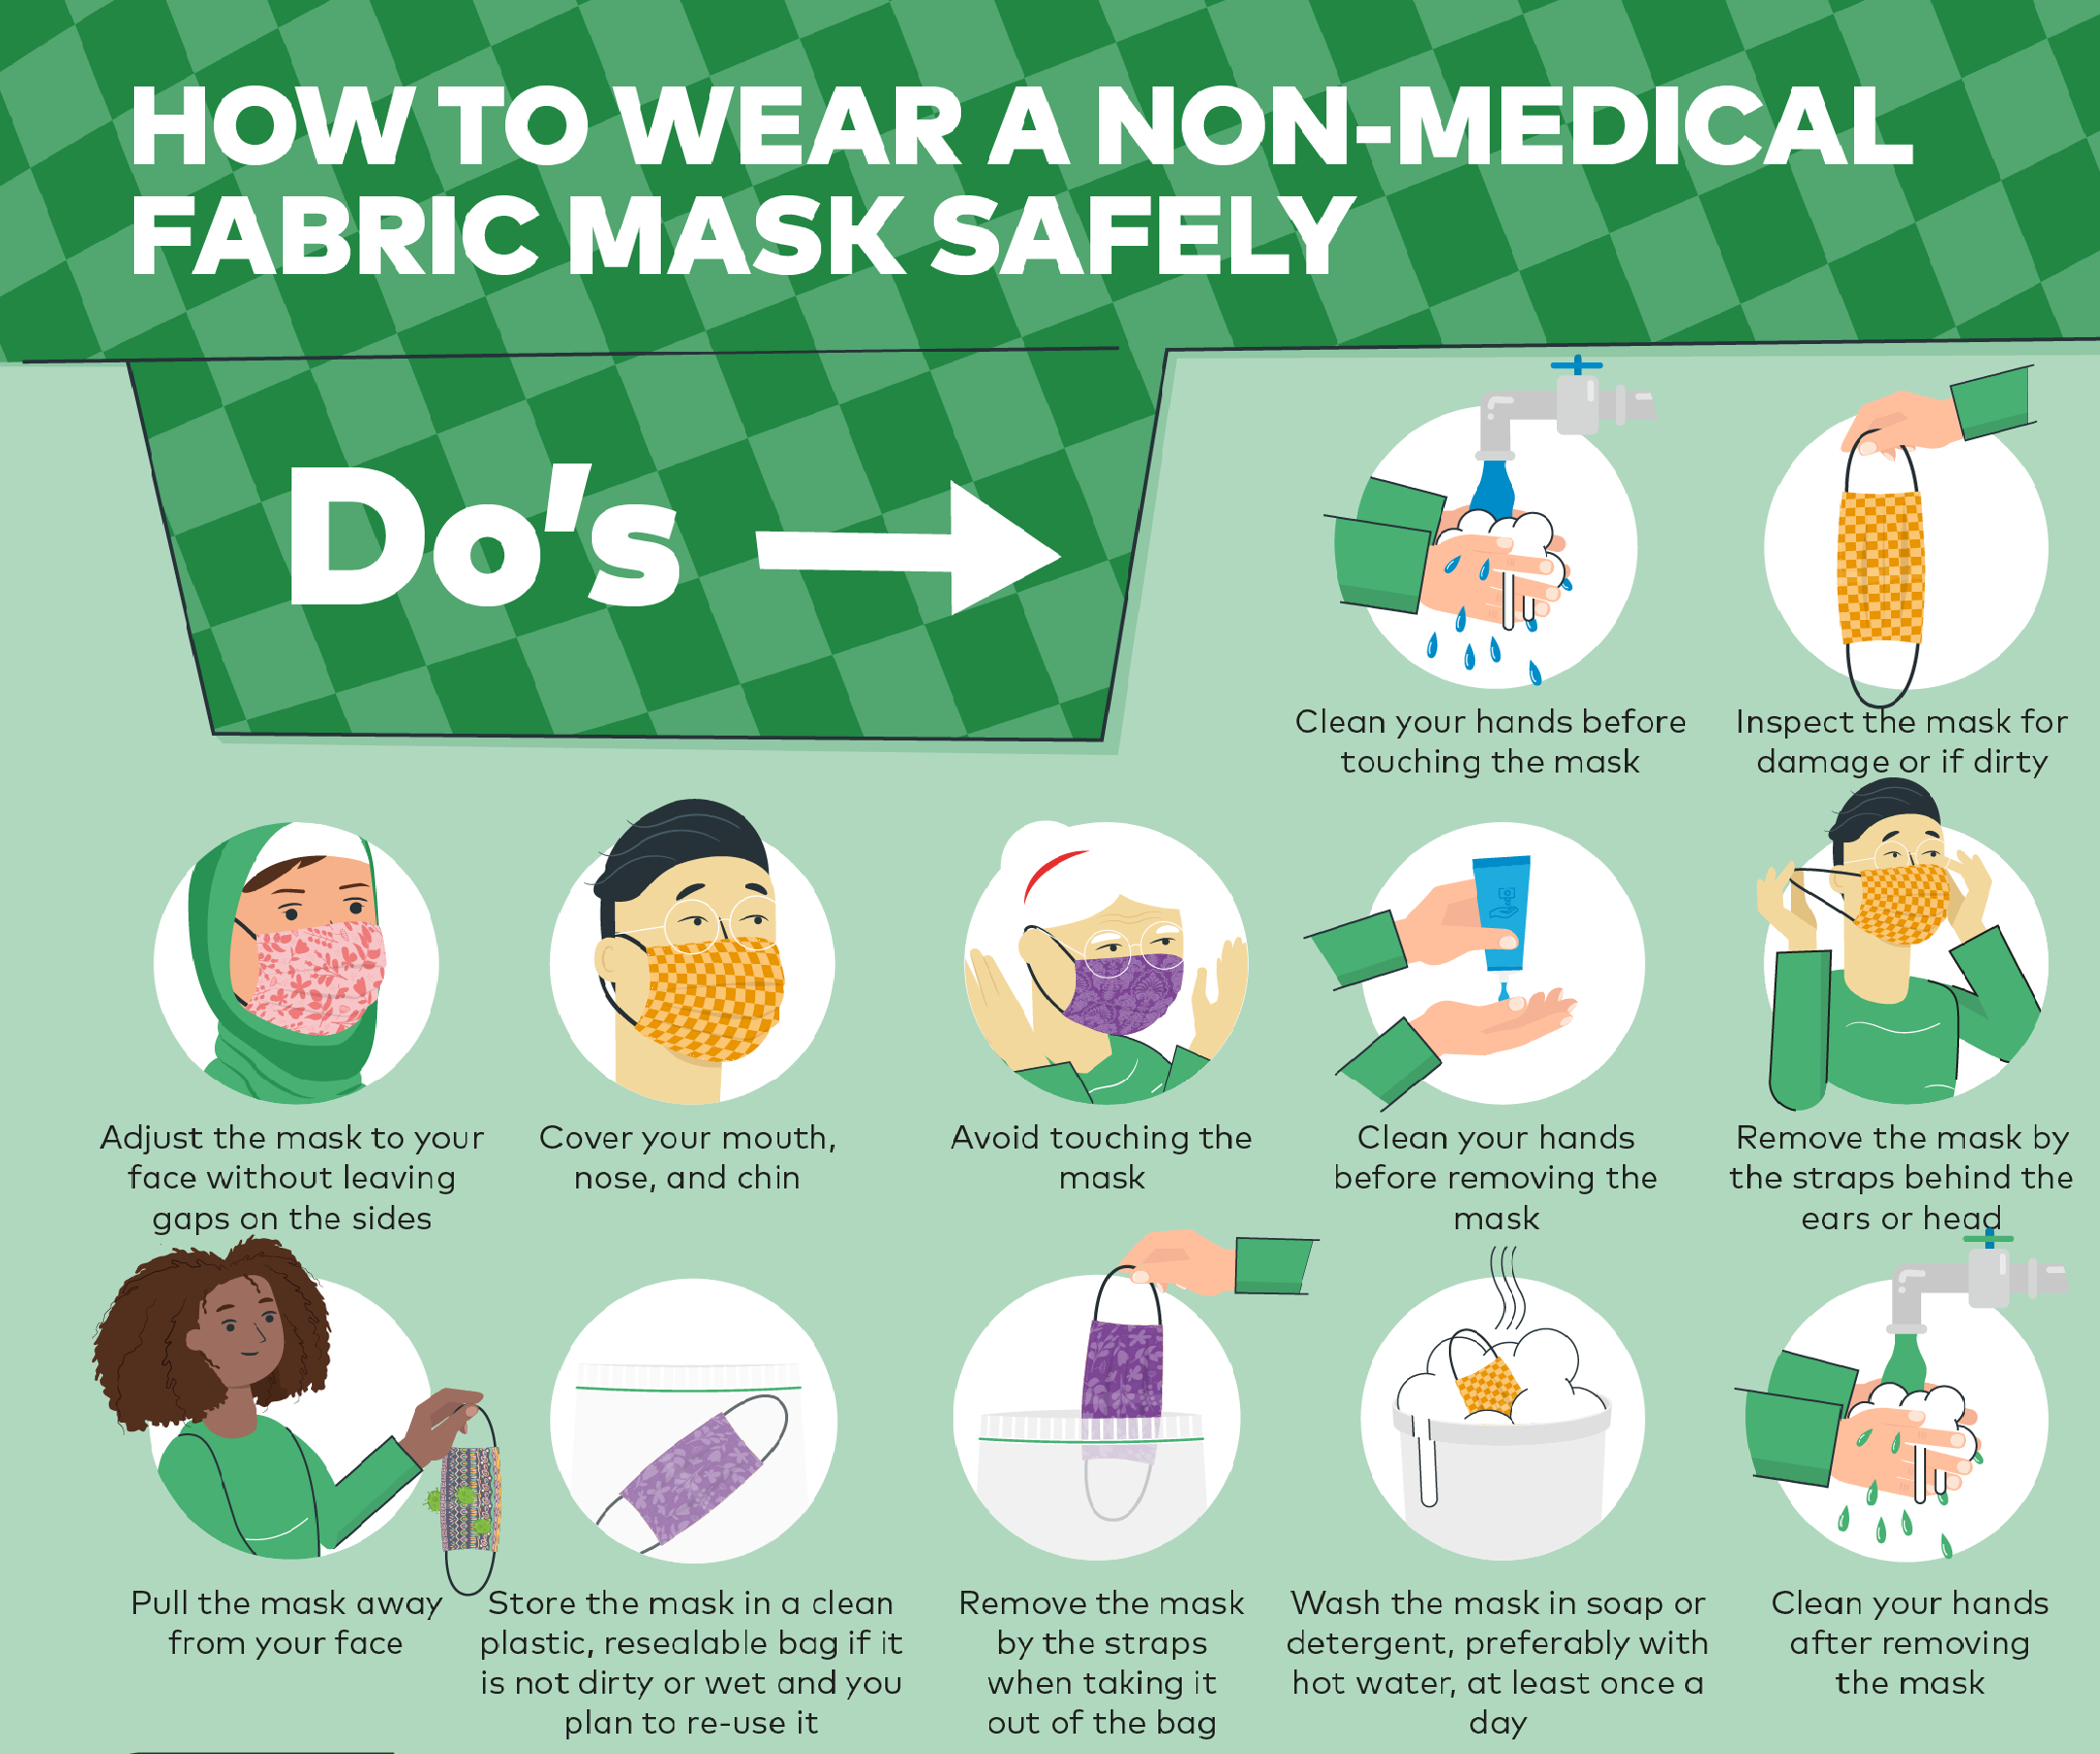 HOW TO WEAR A NON-MEDICAL
FABRIC MASK SAFELY
Do's
Clean your hands before
touching the mask
Inspect the mask for
damage or if dirty
Adjust the mask to your
face without leaving
gaps on the sides
Cover your mouth,
nose, and chin
Avoid touching the
mask
Clean your hands
before removing the
mask
Remove the mask by
the straps behind the
ears or head
Pull the mask away
from your face
Store the mask in a clean
plastic, resealable bag if it
is not dirty or wet and you
plan to re-use it
Remove the mask
by the straps
when taking it
out of the bag
Wash the mask in soap or
detergent, preferably with
hot water, at least once a
day
Clean your hands
after removing
the mask